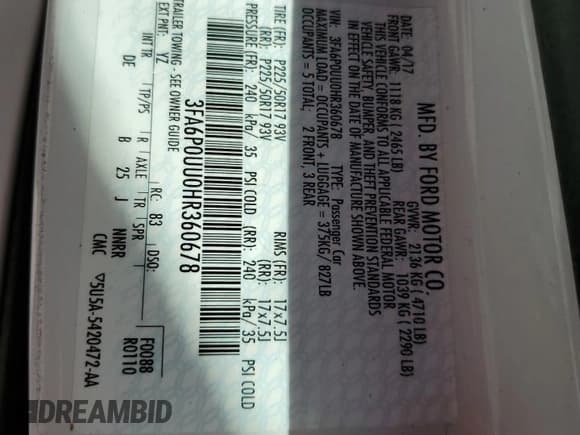 MFD. BY FORD MOTOR CO.
DATE: 04/17 GVWR: 2136 KG ( 4710 LB)
FRONT GAWR: 1118 KG ( 2465 LB) REAR GAWR: 1039 KG ( 2290 LB)
THIS VEHICLE CONFORMS TO ALL APPLICABLE FEDERAL MOTOR
VEHICLE SAFETY, BUMPER, AND THEFT PREVENTION STANDARDS
IN EFFECT ON THE DATE OF MANUFACTURE SHOWN ABOVE.
VIN: 3FA6P0UU0HR360678 TYPE: Passenger Car
MAXIMUM LOAD = OCCUPANTS + LUGGAGE = 375KG/ 827LB
OCCUPANTS = 5 TOTAL, 2 FRONT, 3 REAR
TIRE (FR): P225/50R17 93V RIMS (FR): 17x7.5J
(RR): P225/50R17 93V (RR): 17x7.5J
PRESSURE (FR): 240 kPa/ 35 PSI COLD (RR): 240 kPa/ 35 PSI COLD
3FA6P0UU0HR360678
TRAILER TOWING - SEE OWNER GUIDE
EXT PNT: YZ RC: 83 DSO: F0088
R0110
INT TR TP/PS R AXLE TR SPR
DE B 25 J NNRR
CMC 5U5A-5420472-AA
DREAMBID